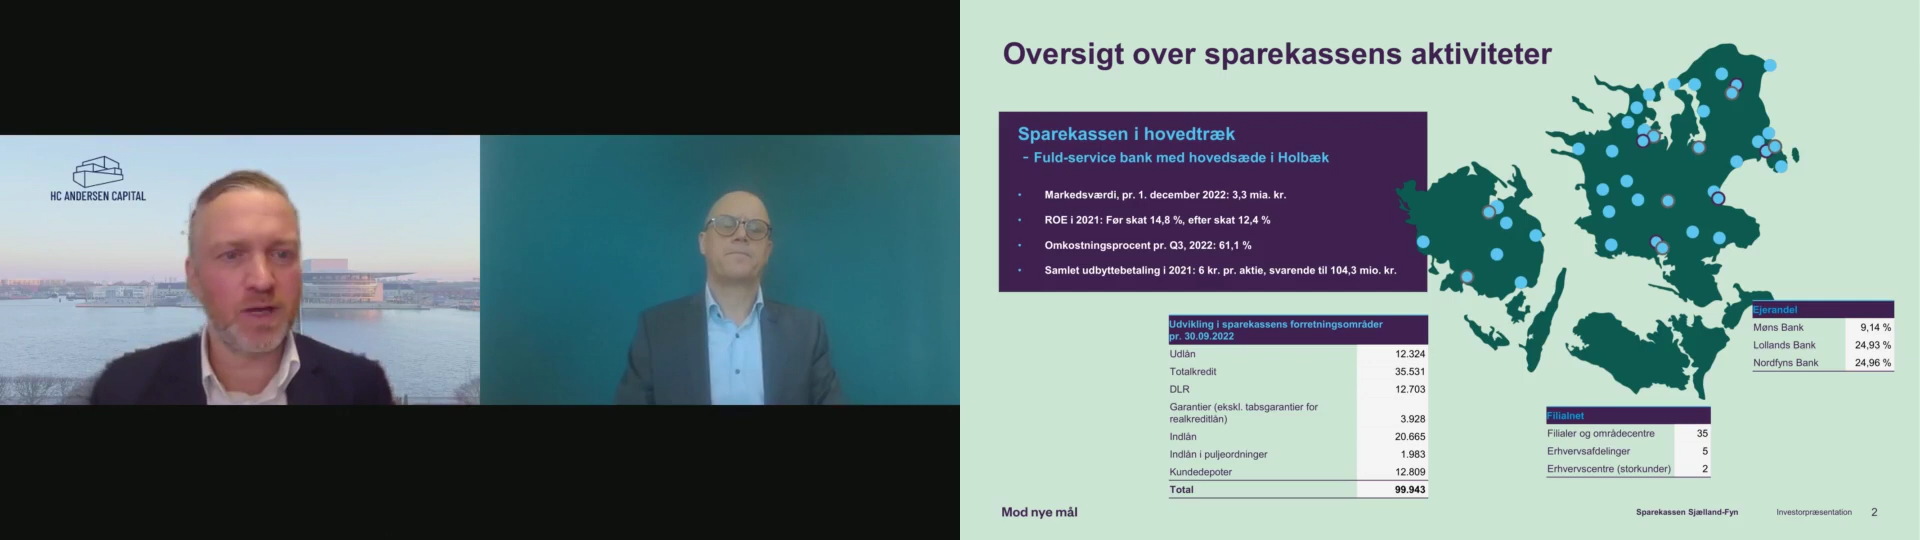 HC ANDERSEN CAPITAL
Oversigt over sparekassens aktiviteter
Sparekassen i hovedtræk
- Fuld-service bank med hovedsæde i Holbæk
• Markedsværdi, pr. 1. december 2022: 3,3 mia. kr.
• ROE i 2021: Før skat 14,8 %, efter skat 12,4 %
• Omkostningsprocent pr. Q3, 2022: 61,1 %
• Samlet udbyttebetaling i 2021: 6 kr. pr. aktie, svarende til 104,3 mio. kr.
Udvikling i sparekassens forretningsområder
pr. 30.09.2022
Udlån 12.324
Totalkredit 35.531
DLR 12.703
Garantier (ekskl. tabsgarantier for
realkreditlån) 3.928
Indlån 20.665
Indlån i puljeordninger 1.983
Kundedepoter 12.809
Total 99.943
Ejerandel
Møns Bank 9,14 %
Lollands Bank 24,93 %
Nordfyns Bank 24,96 %
Filialnet
Filialer og områdecentre 35
Erhvervsafdelinger 5
Erhvervscentre (storkunder) 2
Mod nye mål
Sparekassen Sjælland-Fyn Investorpræsentation 2